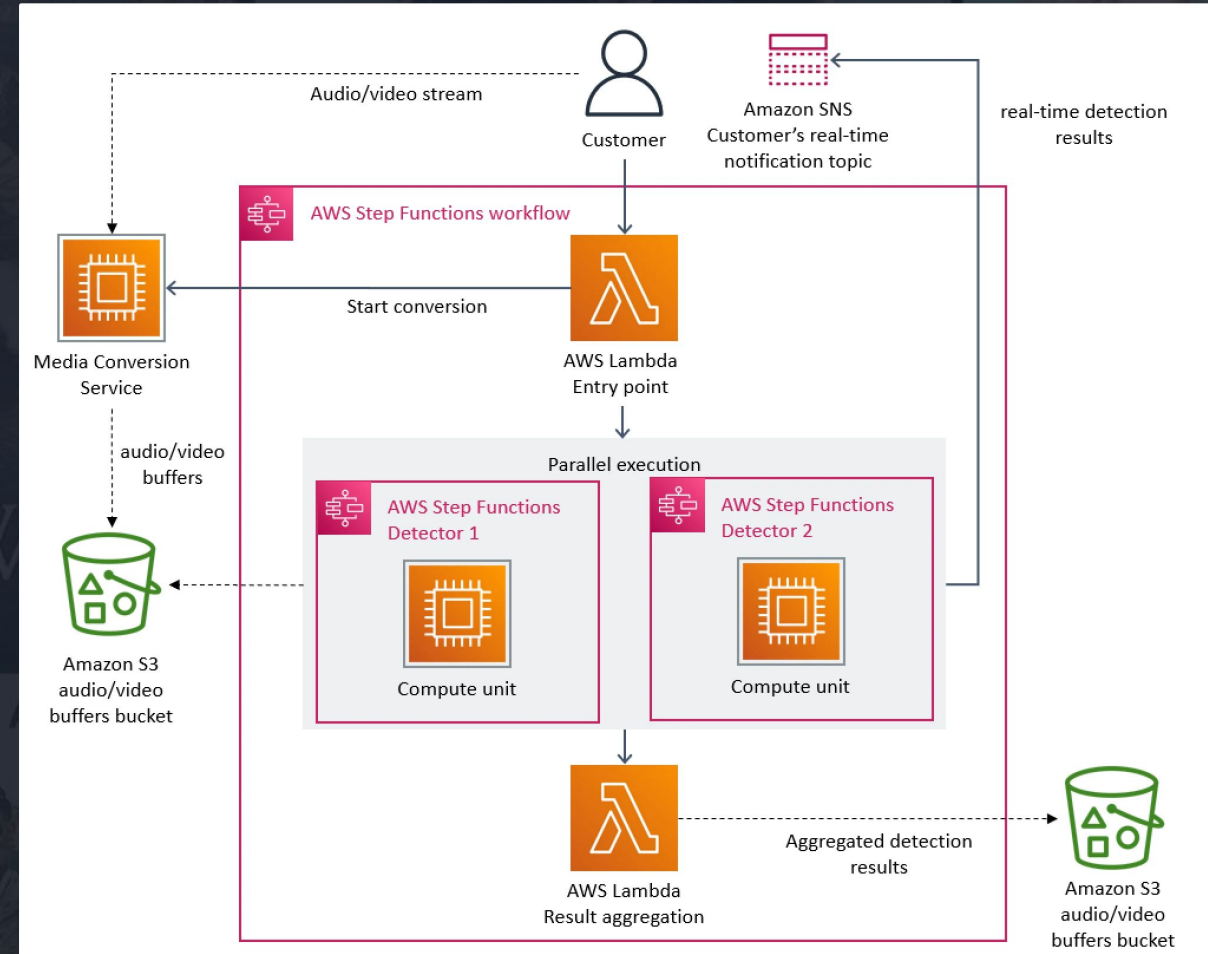 Audio/video stream
Customer
Amazon SNS
Customer's real-time
notification topic
real-time detection
results
AWS Step Functions workflow
Start conversion
Media Conversion
Service
AWS Lambda
Entry point
audio/video
buffers
Parallel execution
AWS Step Functions
Detector 1
AWS Step Functions
Detector 2
Compute unit
Compute unit
Amazon S3
audio/video
buffers bucket
Aggregated detection
results
AWS Lambda
Result aggregation
Amazon S3
audio/video
buffers bucket